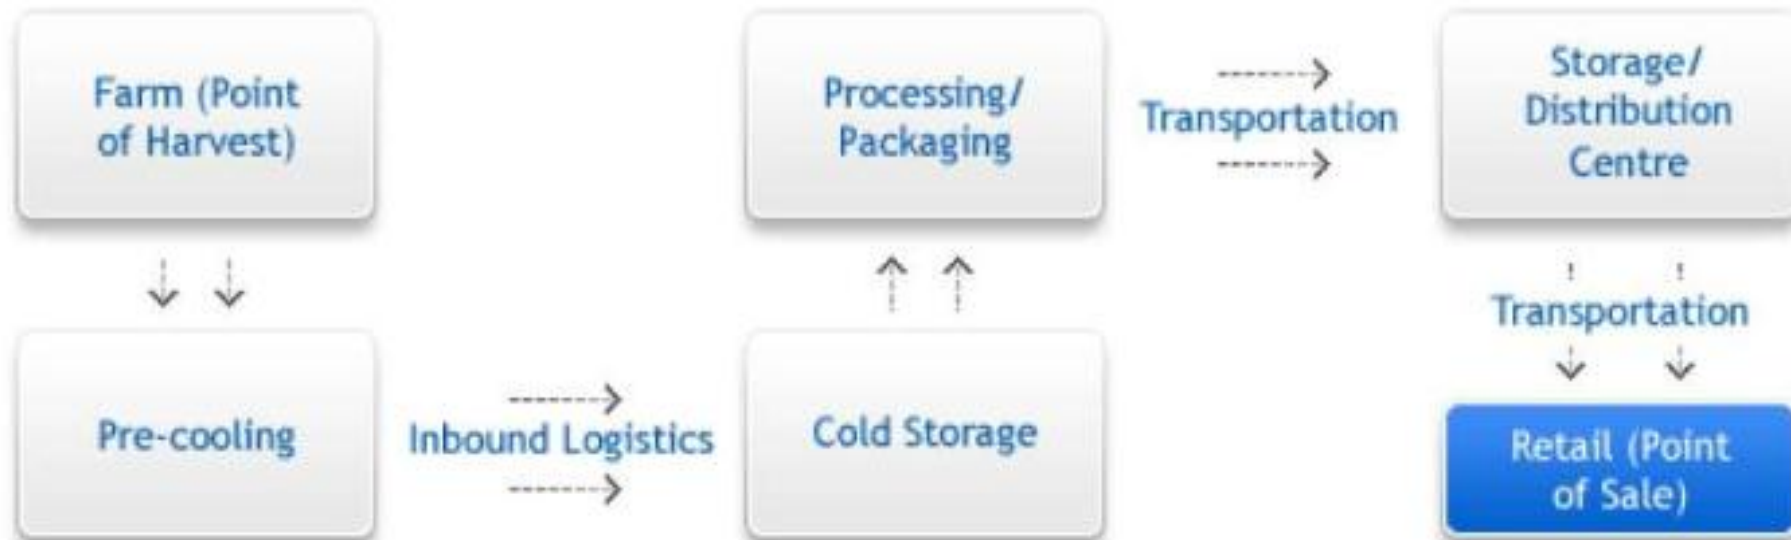 Farm (Point
of Harvest)
Pre-cooling
Inbound Logistics
Cold Storage
Processing/
Packaging
Transportation
Storage/
Distribution
Centre
Transportation
Retail (Point
of Sale)